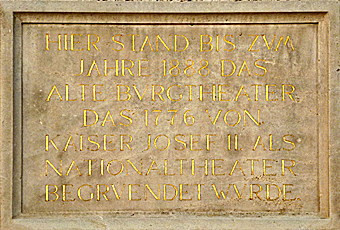 HIER STAND BIS ZVM
JAHRE 1888 DAS
ALTE BVRGTHEATER
DAS 1776 VON
KAISER JOSEF II. ALS
NATIONALTHEATER
BEGRVENDET WVRDE